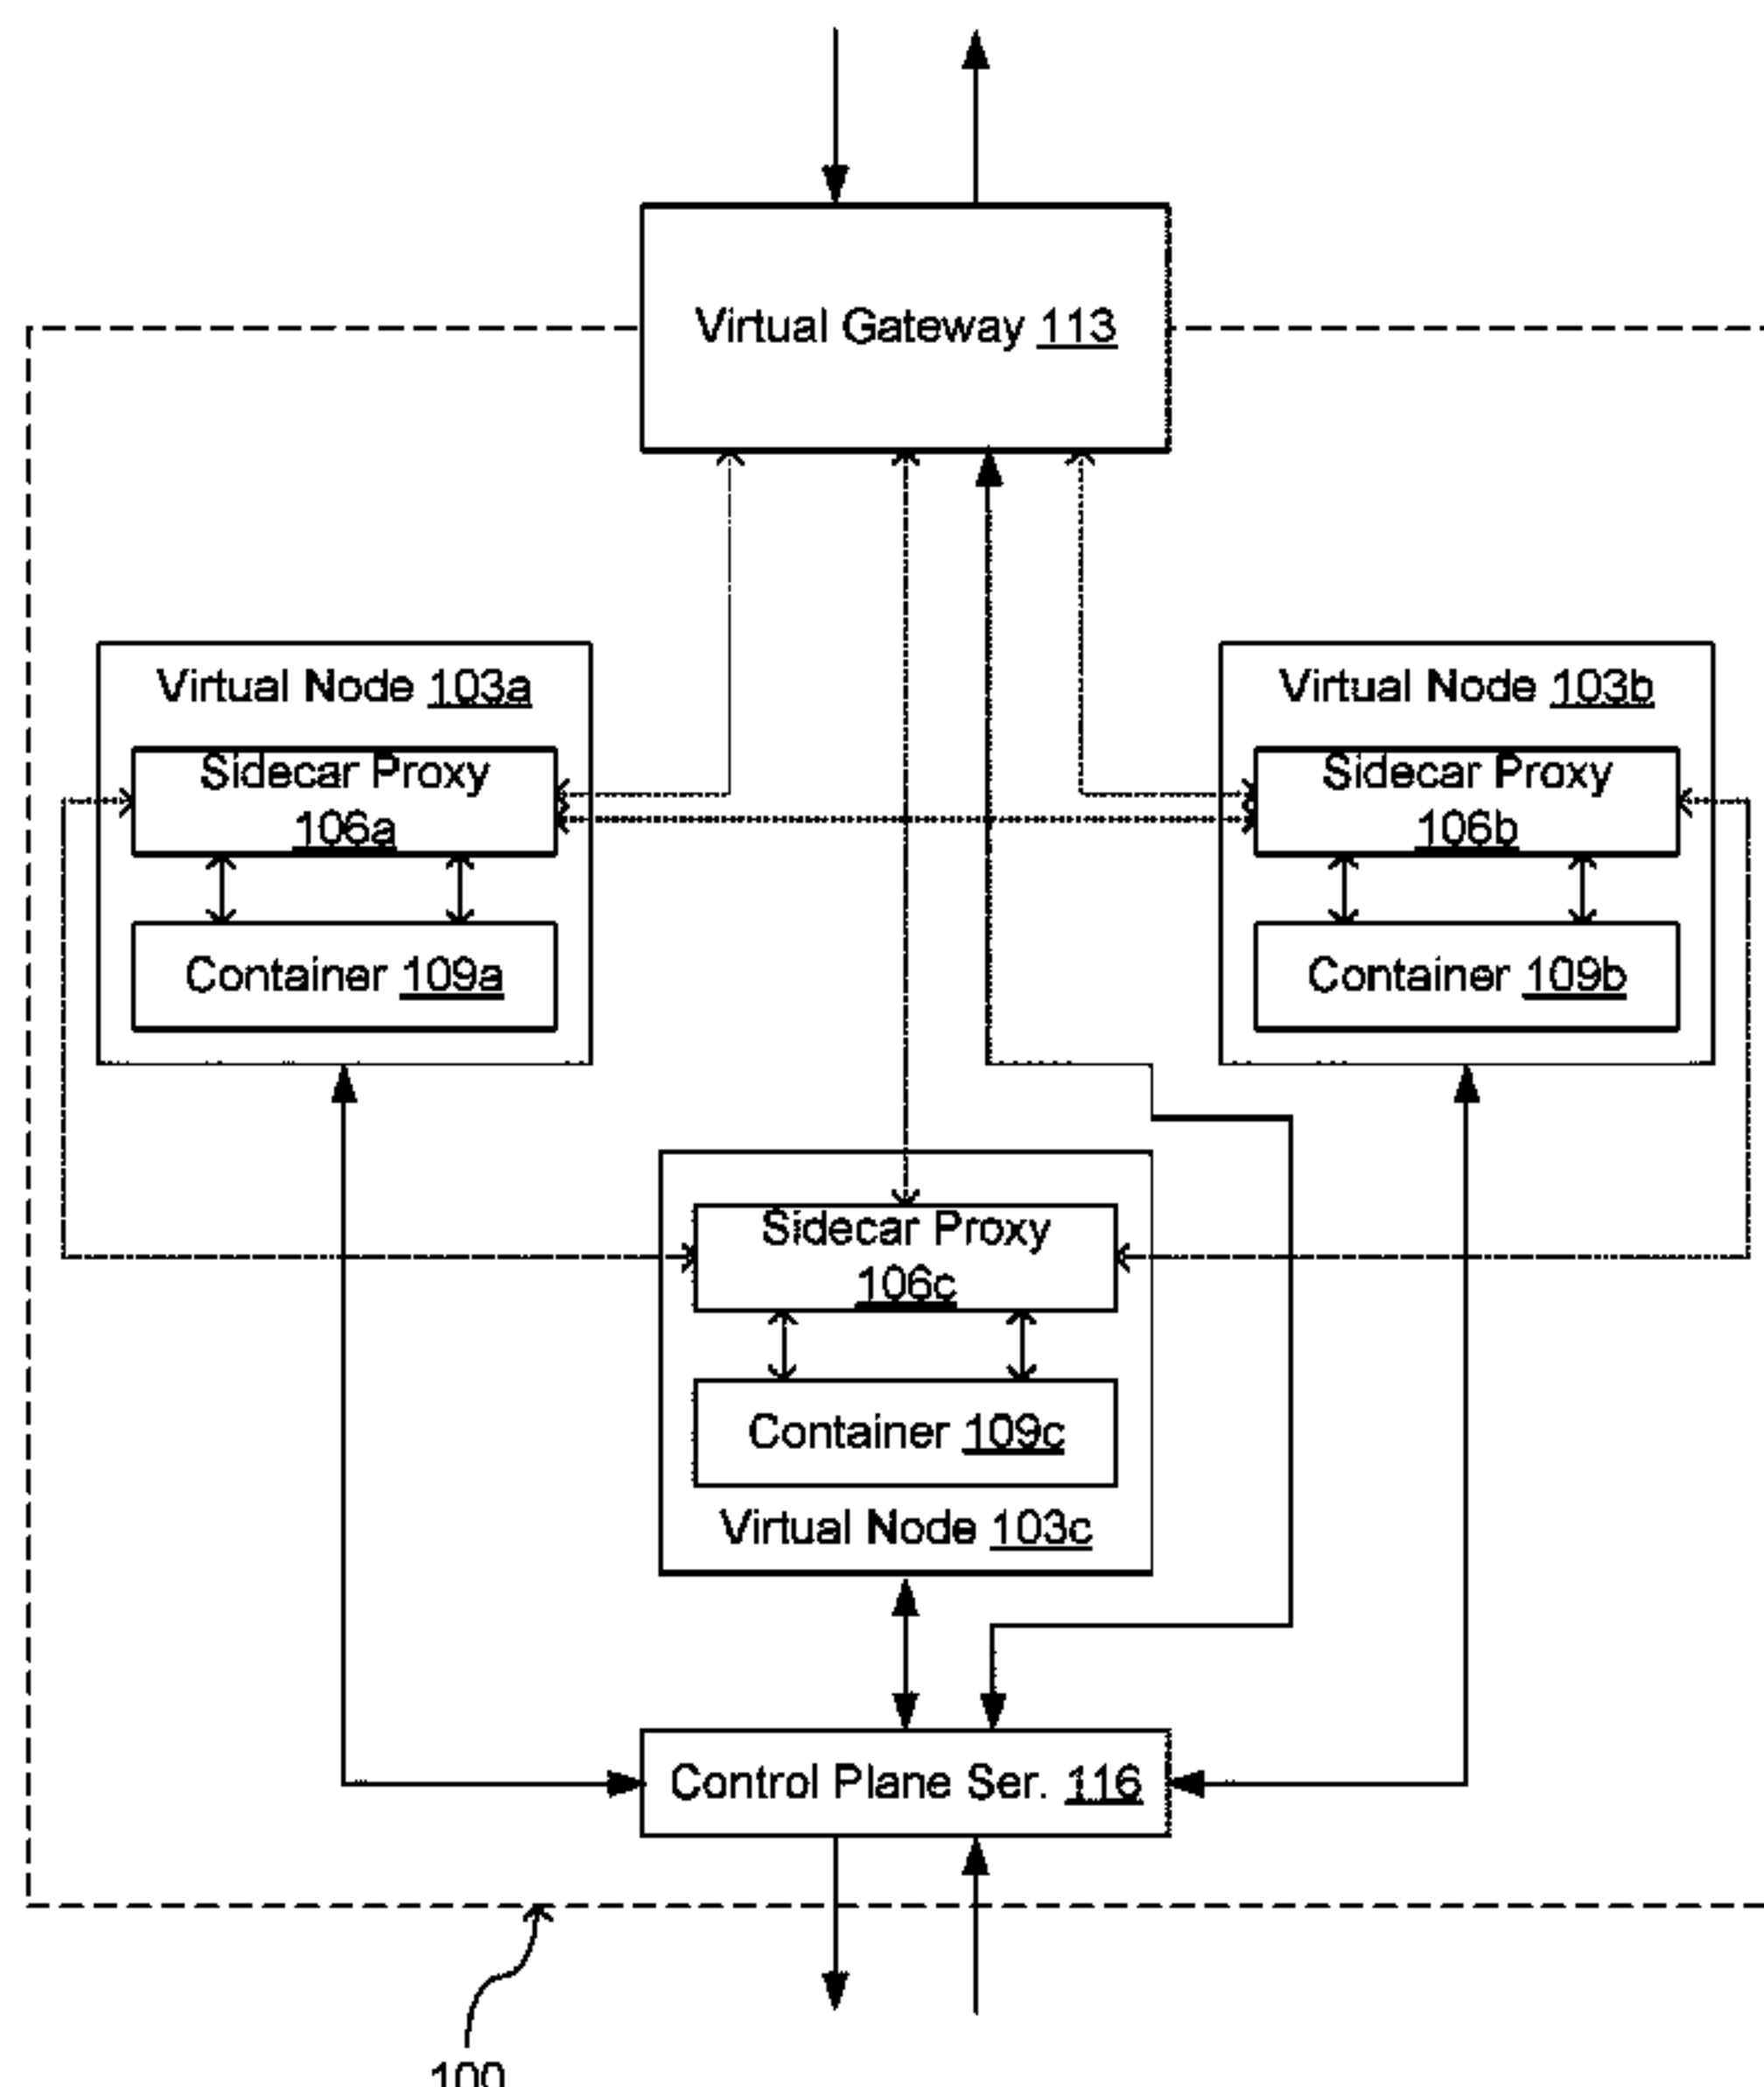 Virtual Gateway 113
Virtual Node 103a
Sidecar Proxy
106a
Container 109a
Virtual Node 103b
Sidecar Proxy
106b
Container 109b
Sidecar Proxy
106c
Container 109c
Virtual Node 103c
Control Plane Ser. 116
100